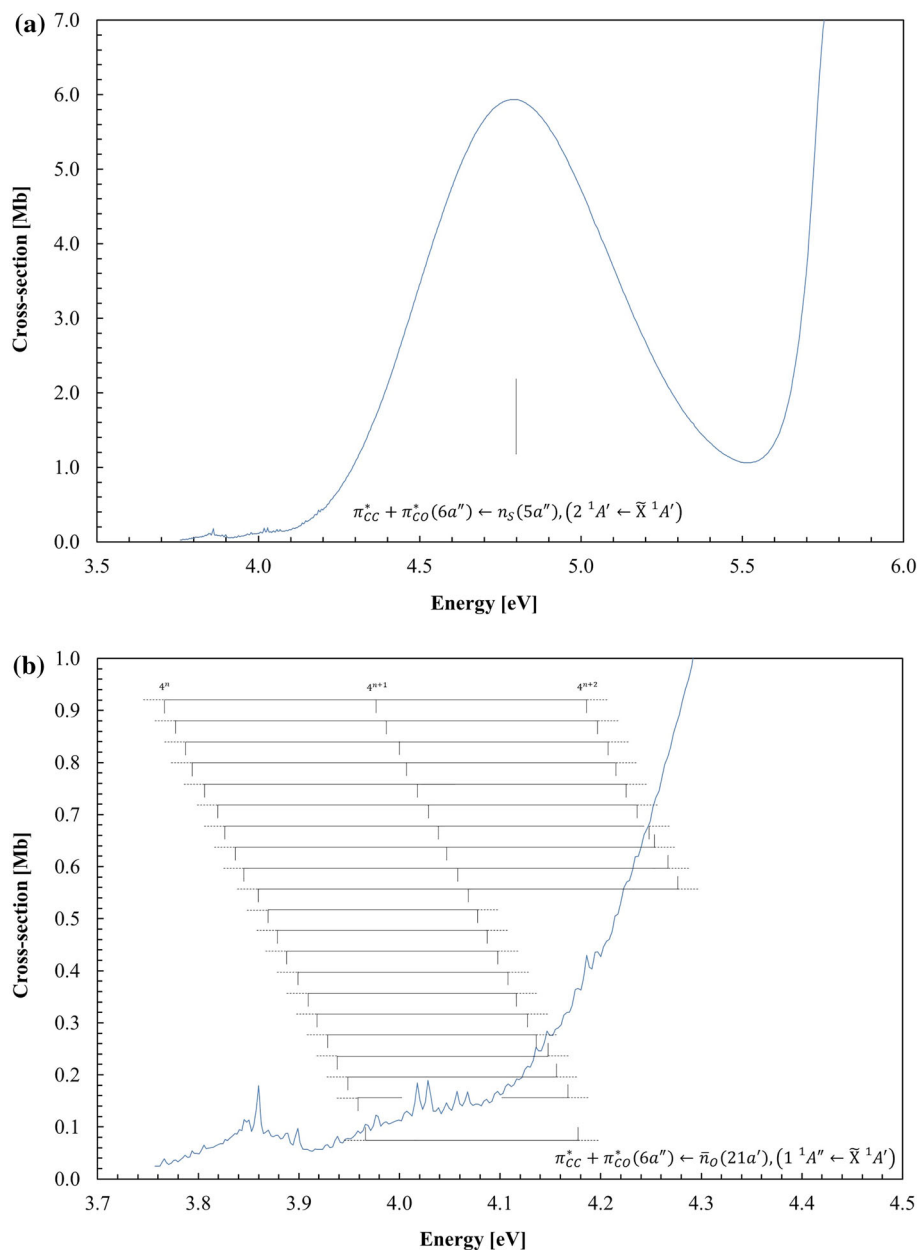 (a)
7.0
6.0
5.0
4.0
3.0
2.0
1.0
0.0
Cross-section [Mb]
π*CC + π*CO(6a″) ← nS(5a″), (2 ¹A′ ← X̃ ¹A′)
3.5 4.0 4.5 5.0 5.5 6.0
Energy [eV]
(b)
1.0
0.9
0.8
0.7
0.6
0.5
0.4
0.3
0.2
0.1
0.0
Cross-section [Mb]
4ⁿ 4ⁿ⁺¹ 4ⁿ⁺²
π*CC + π*CO(6a″) ← n̄O(21a′), (1 ¹A″ ← X̃ ¹A′)
3.7 3.8 3.9 4.0 4.1 4.2 4.3 4.4 4.5
Energy [eV]